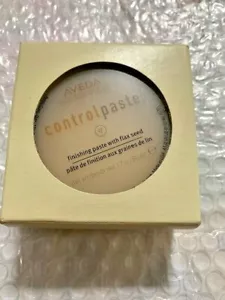 AVEDA
control paste
finishing paste with flax seed
pâte de finition aux graines de lin